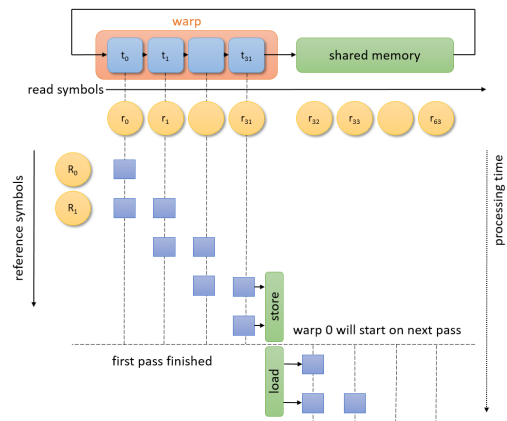 warp
t0 t1 t31 shared memory
read symbols
r0 r1 r31 r32 r33 r63
R0
R1
reference symbols
processing time
store
warp 0 will start on next pass
first pass finished
load